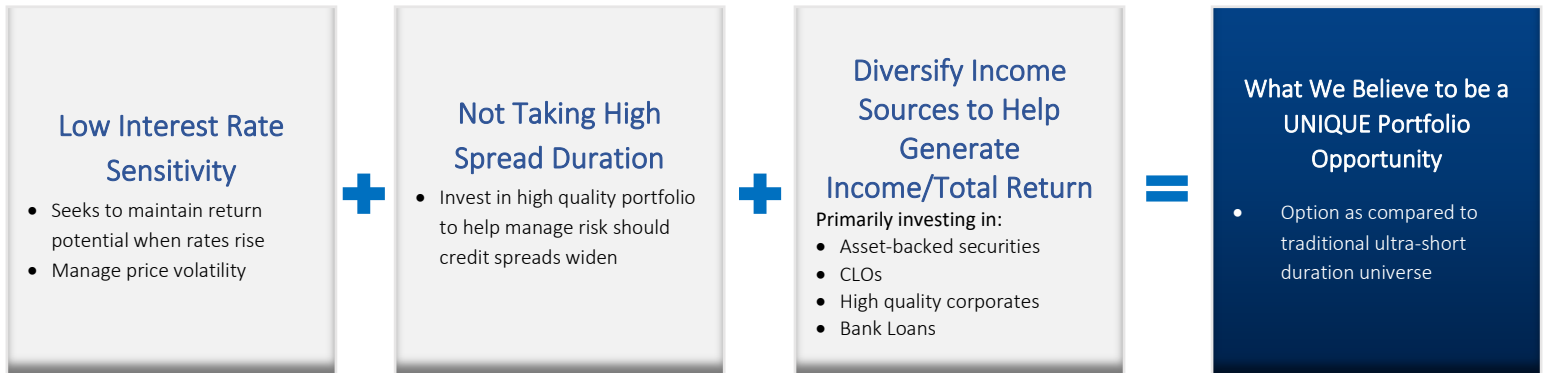 Low Interest Rate
Sensitivity
• Seeks to maintain return
potential when rates rise
• Manage price volatility
Not Taking High
Spread Duration
• Invest in high quality portfolio
to help manage risk should
credit spreads widen
Diversify Income
Sources to Help
Generate
Income/Total Return
Primarily investing in:
• Asset-backed securities
• CLOs
• High quality corporates
• Bank Loans
What We Believe to be a
UNIQUE Portfolio
Opportunity
• Option as compared to
traditional ultra-short
duration universe